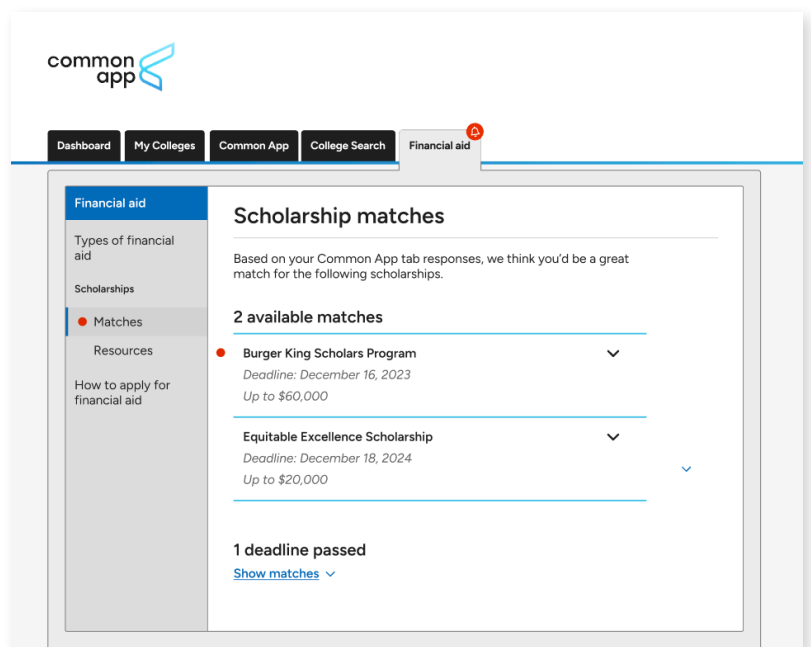 common
app
Dashboard
My Colleges
Common App
College Search
Financial aid
Financial aid
Types of financial
aid
Scholarships
Matches
Resources
How to apply for
financial aid
Scholarship matches
Based on your Common App tab responses, we think you’d be a great
match for the following scholarships.
2 available matches
Burger King Scholars Program
Deadline: December 16, 2023
Up to $60,000
Equitable Excellence Scholarship
Deadline: December 18, 2024
Up to $20,000
1 deadline passed
Show matches